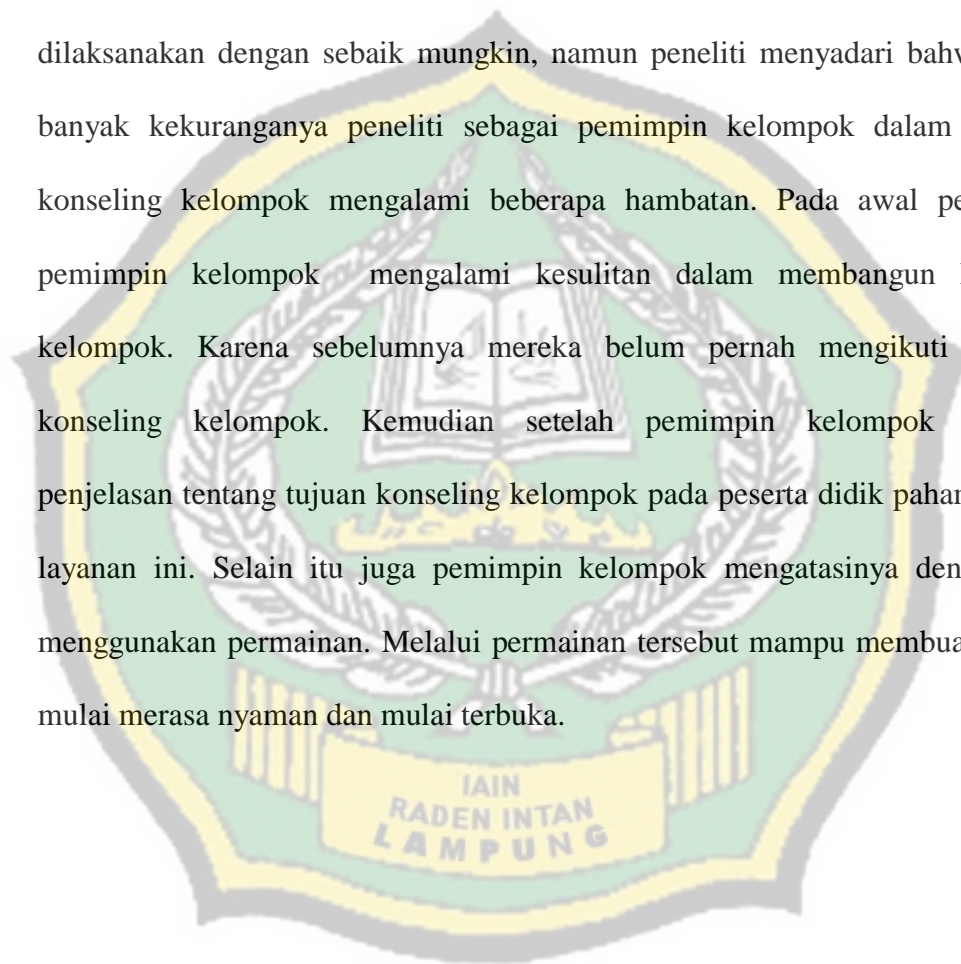 dilaksanakan dengan sebaik mungkin, namun peneliti menyadari bahw
banyak kekuranganya peneliti sebagai pemimpin kelompok dalam
konseling kelompok mengalami beberapa hambatan. Pada awal pe
pemimpin kelompok mengalami kesulitan dalam membangun
kelompok. Karena sebelumnya mereka belum pernah mengikuti
konseling kelompok. Kemudian setelah pemimpin kelompok
penjelasan tentang tujuan konseling kelompok pada peserta didik paham
layanan ini. Selain itu juga pemimpin kelompok mengatasinya den
menggunakan permainan. Melalui permainan tersebut mampu membua
mulai merasa nyaman dan mulai terbuka.
IAIN
RADEN INTAN
LAMPUNG